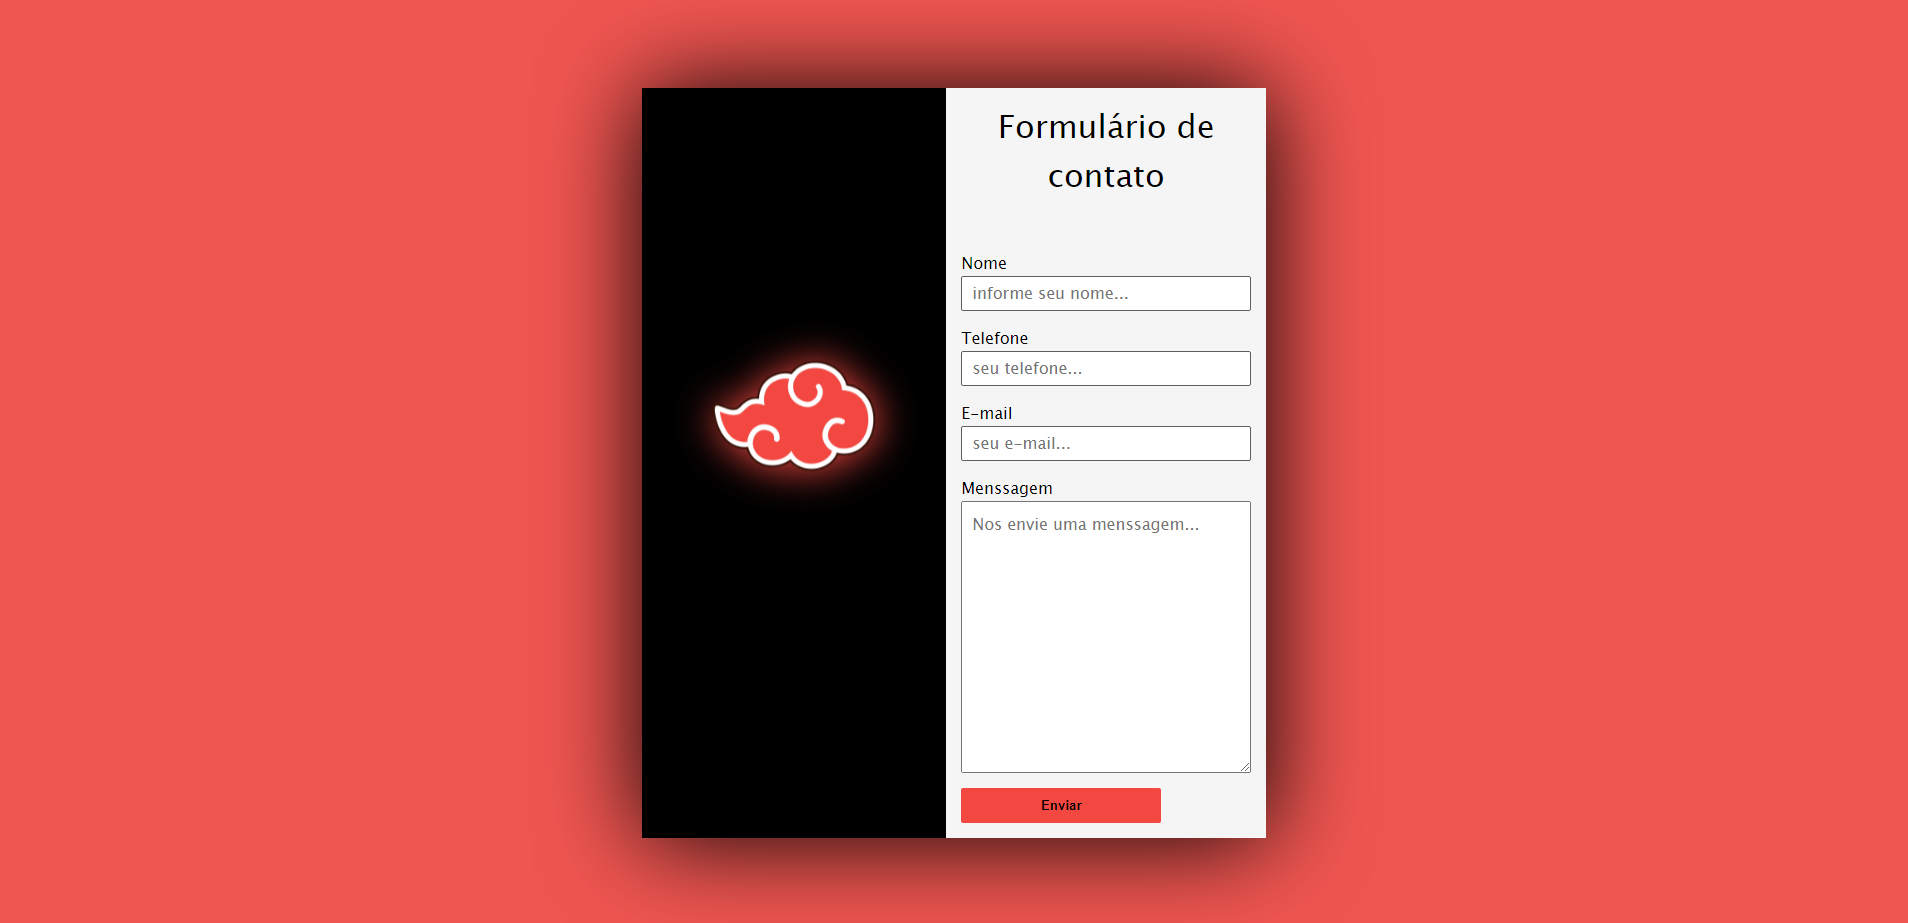 Formulário de
contato
Nome
informe seu nome...
Telefone
seu telefone...
E-mail
seu e-mail...
Menssagem
Nos envie uma menssagem...
Enviar